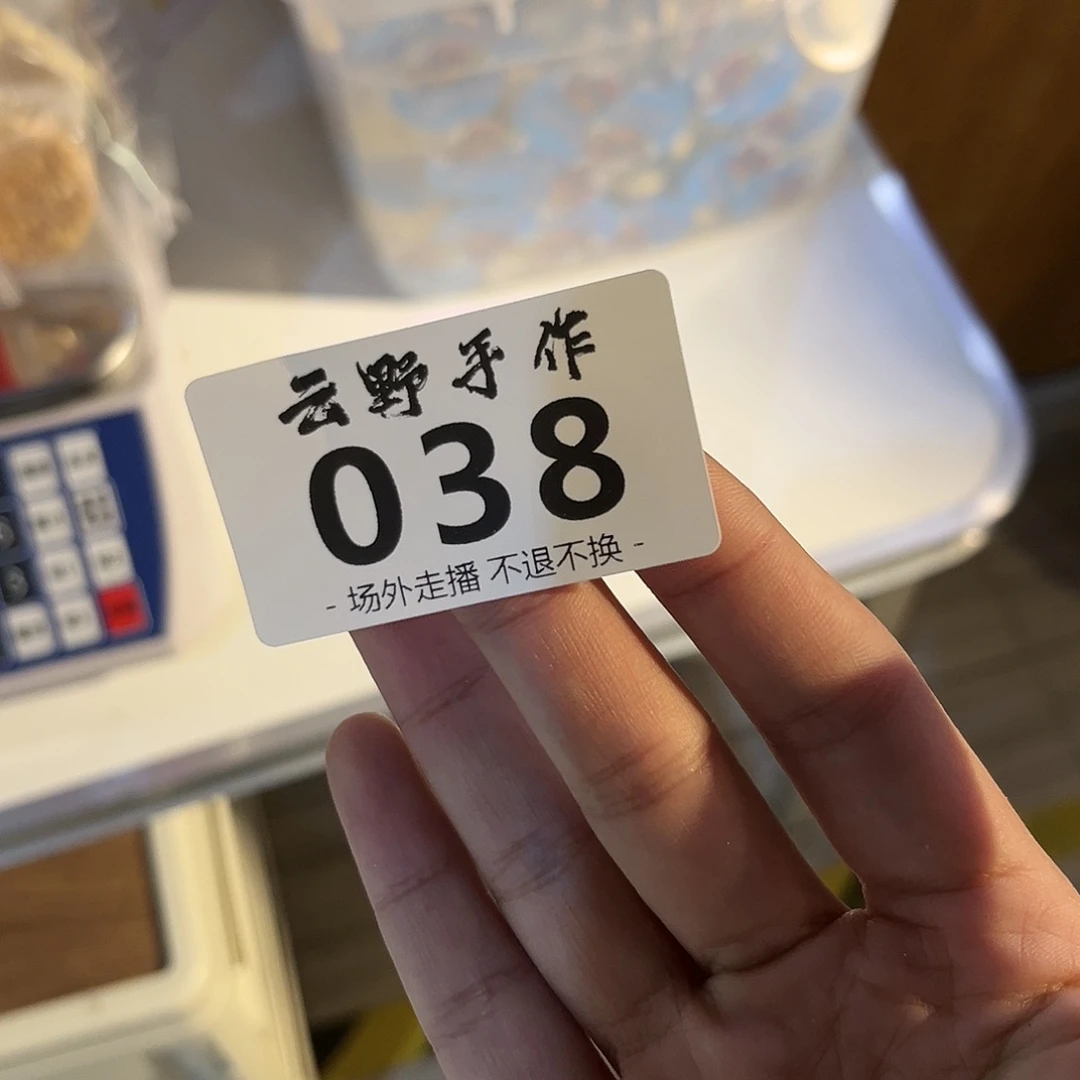 云野手作
038
- 场外走播 不退不换 -